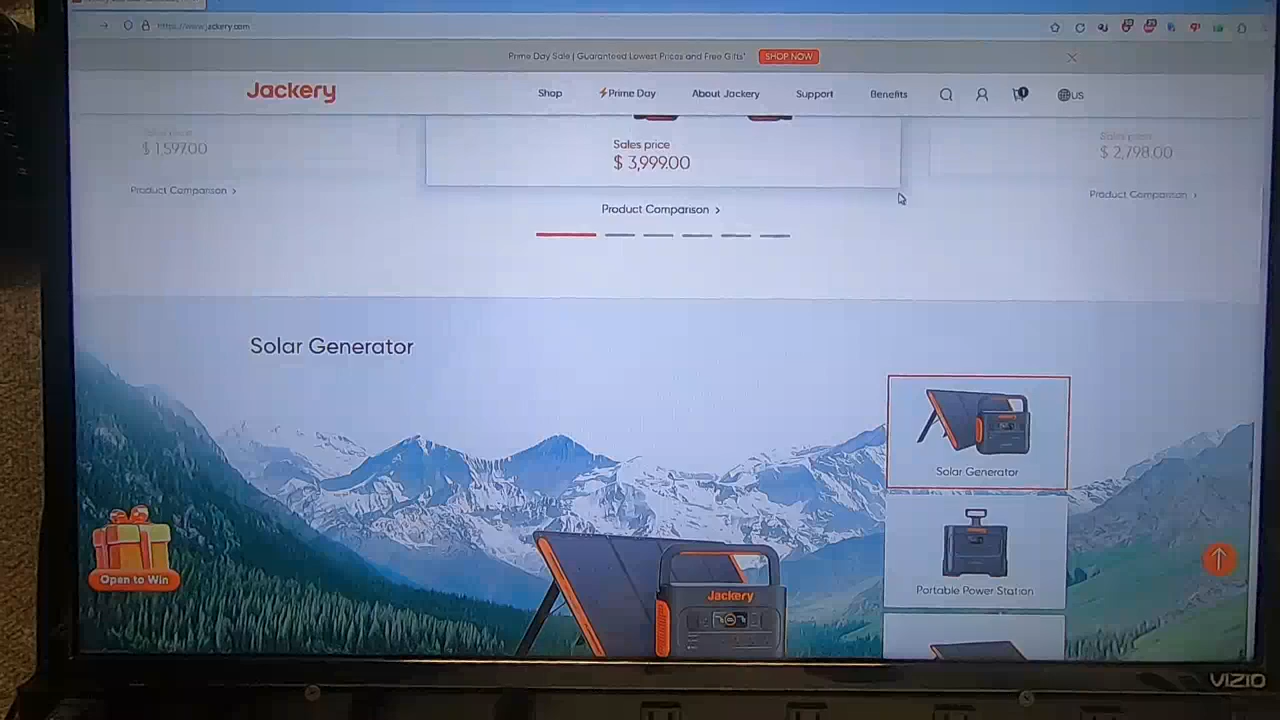 https://www.jackery.com
Prime Day Sale | Guaranteed Lowest Prices and Free Gifts* SHOP NOW
Jackery Shop Prime Day About Jackery Support Benefits 1 US
Sales price
$ 1,597.00
Product Comparison >
Sales price
$ 3,999.00
Product Comparison >
Sales price
$ 2,798.00
Product Comparison >
Solar Generator
Solar Generator
Portable Power Station
Open to Win
Jackery
VIZIO